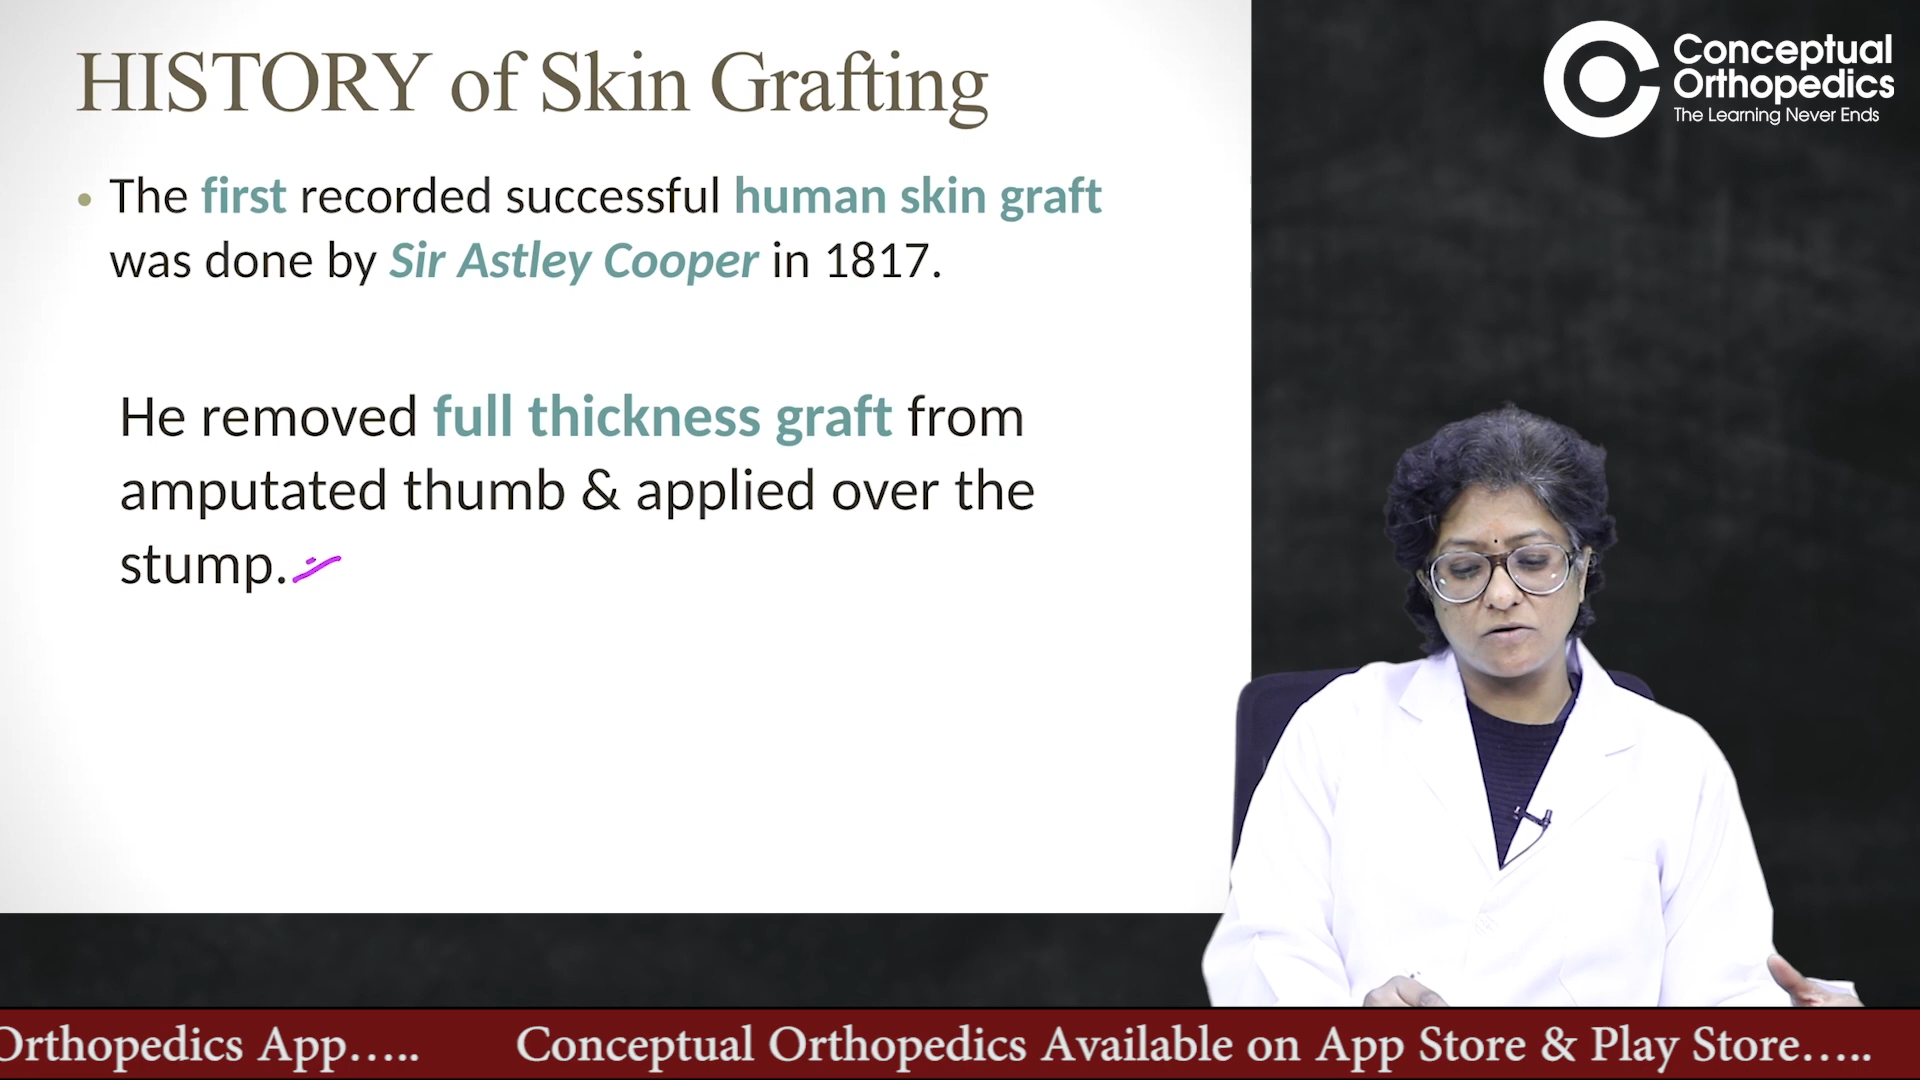 HISTORY of Skin Grafting
Conceptual
Orthopedics
The Learning Never Ends
• The first recorded successful human skin graft
was done by Sir Astley Cooper in 1817.
He removed full thickness graft from
amputated thumb & applied over the
stump.
Orthopedics App..... Conceptual Orthopedics Available on App Store & Play Store.....